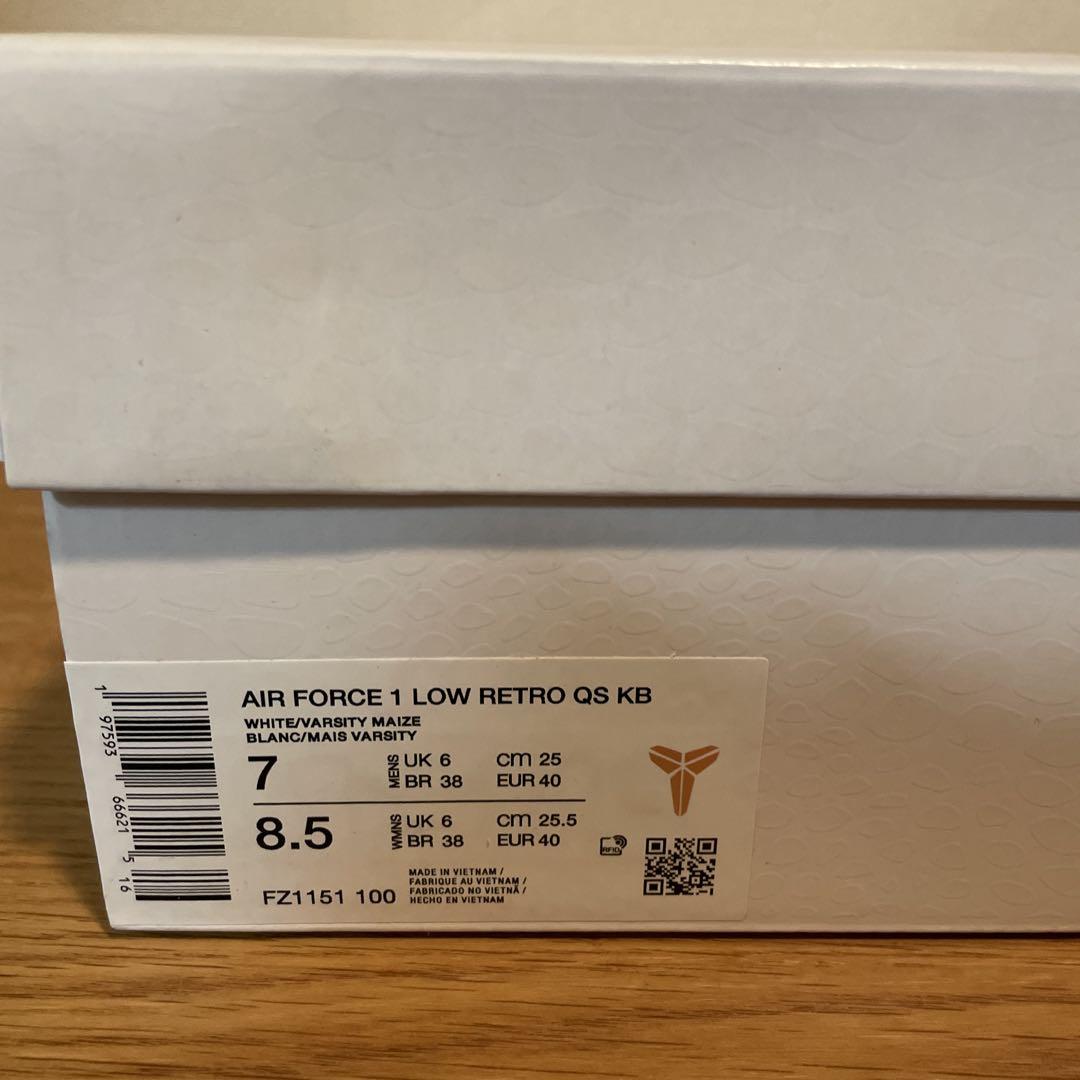 AIR FORCE 1 LOW RETRO QS KB
WHITE/VARSITY MAIZE
BLANC/MAIS VARSITY
7 MENS UK 6 cm 25
BR 38 EUR 40
8.5 WMNS UK 6 cm 25.5
BR 38 EUR 40
RFID
FZ1151 100
MADE IN VIETNAM /
FABRIQUE AU VIETNAM /
FABRICADO NO VIETNÃ /
HECHO EN VIETNAM
1 97593 66621 5 16